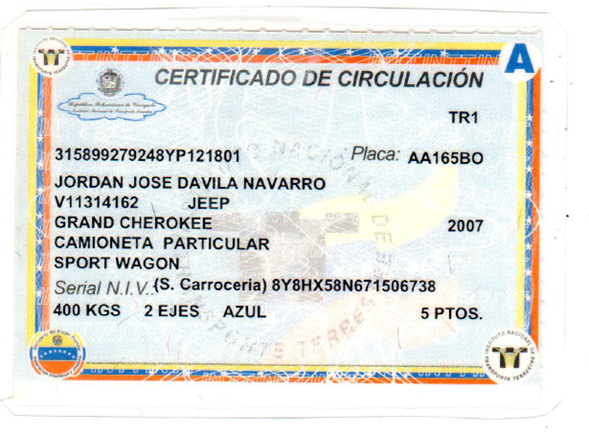 CERTIFICADO DE CIRCULACIÓN
A
República Bolivariana de Venezuela
Instituto Nacional de Transporte Terrestre
TR1
315899279248YP121801 Placa: AA165BO
JORDAN JOSE DAVILA NAVARRO
V11314162 JEEP
GRAND CHEROKEE 2007
CAMIONETA PARTICULAR
SPORT WAGON
Serial N.I.V.:(S. Carroceria) 8Y8HX58N671506738
400 KGS 2 EJES AZUL 5 PTOS.
INSTITUTO NACIONAL DE TRANSPORTE TERRESTRE